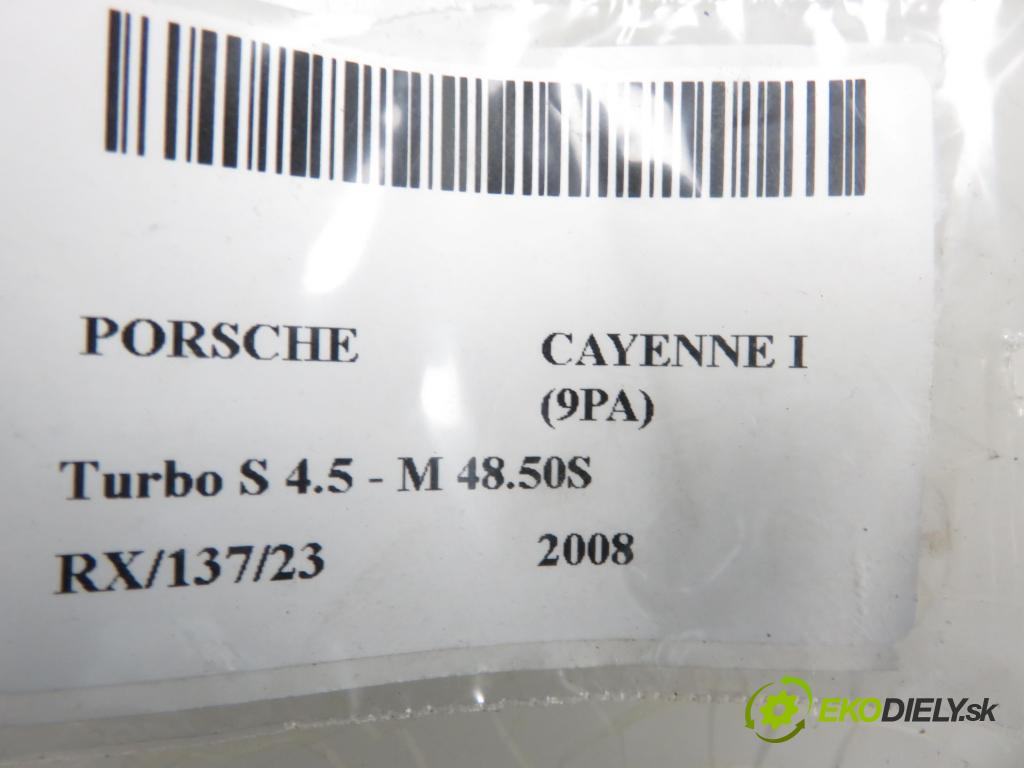 PORSCHE CAYENNE I
(9PA)
Turbo S 4.5 - M 48.50S
RX/137/23 2008
EKODIELY.sk